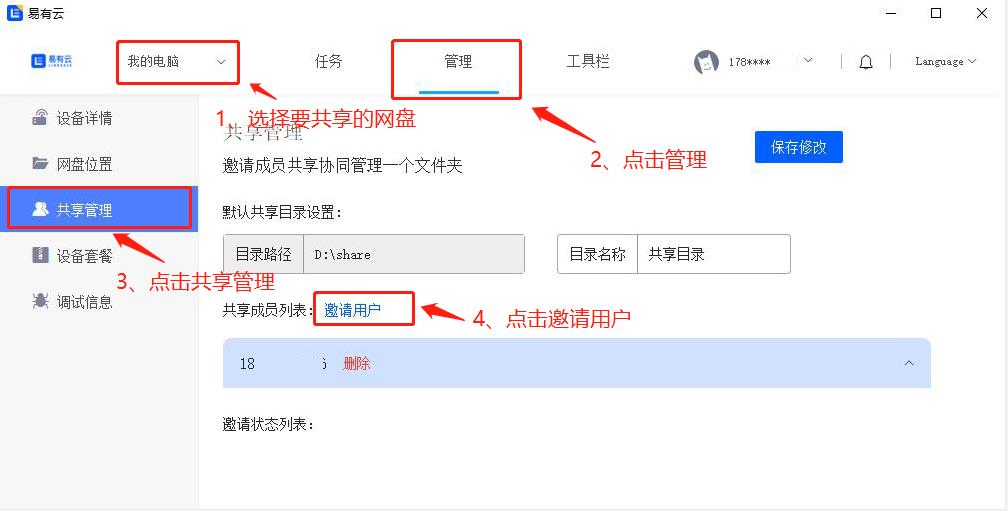 易有云
易有云
我的电脑
任务
管理
工具栏
178****
Language
1、选择要共享的网盘
2、点击管理
设备详情
网盘位置
共享管理
设备套餐
调试信息
3、点击共享管理
共享管理
保存修改
邀请成员共享协同管理一个文件夹
默认共享目录设置：
目录路径 D:\share 目录名称 共享目录
共享成员列表： 邀请用户
4、点击邀请用户
18 6 删除
邀请状态列表：